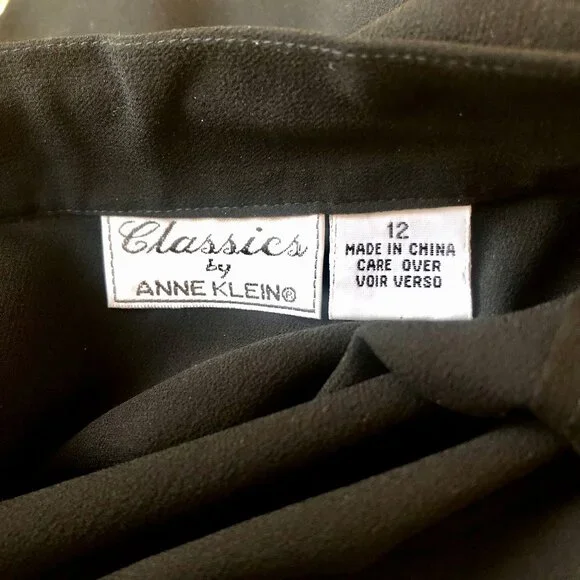 Classics
by
ANNE KLEIN®
12
MADE IN CHINA
CARE OVER
VOIR VERSO